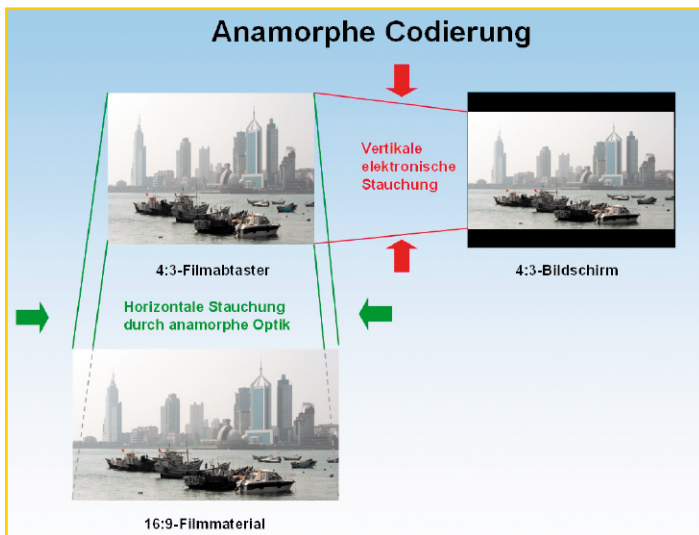 Anamorphe Codierung
Vertikale
elektronische
Stauchung
4:3-Filmabtaster
4:3-Bildschirm
Horizontale Stauchung
durch anamorphe Optik
16:9-Filmmaterial